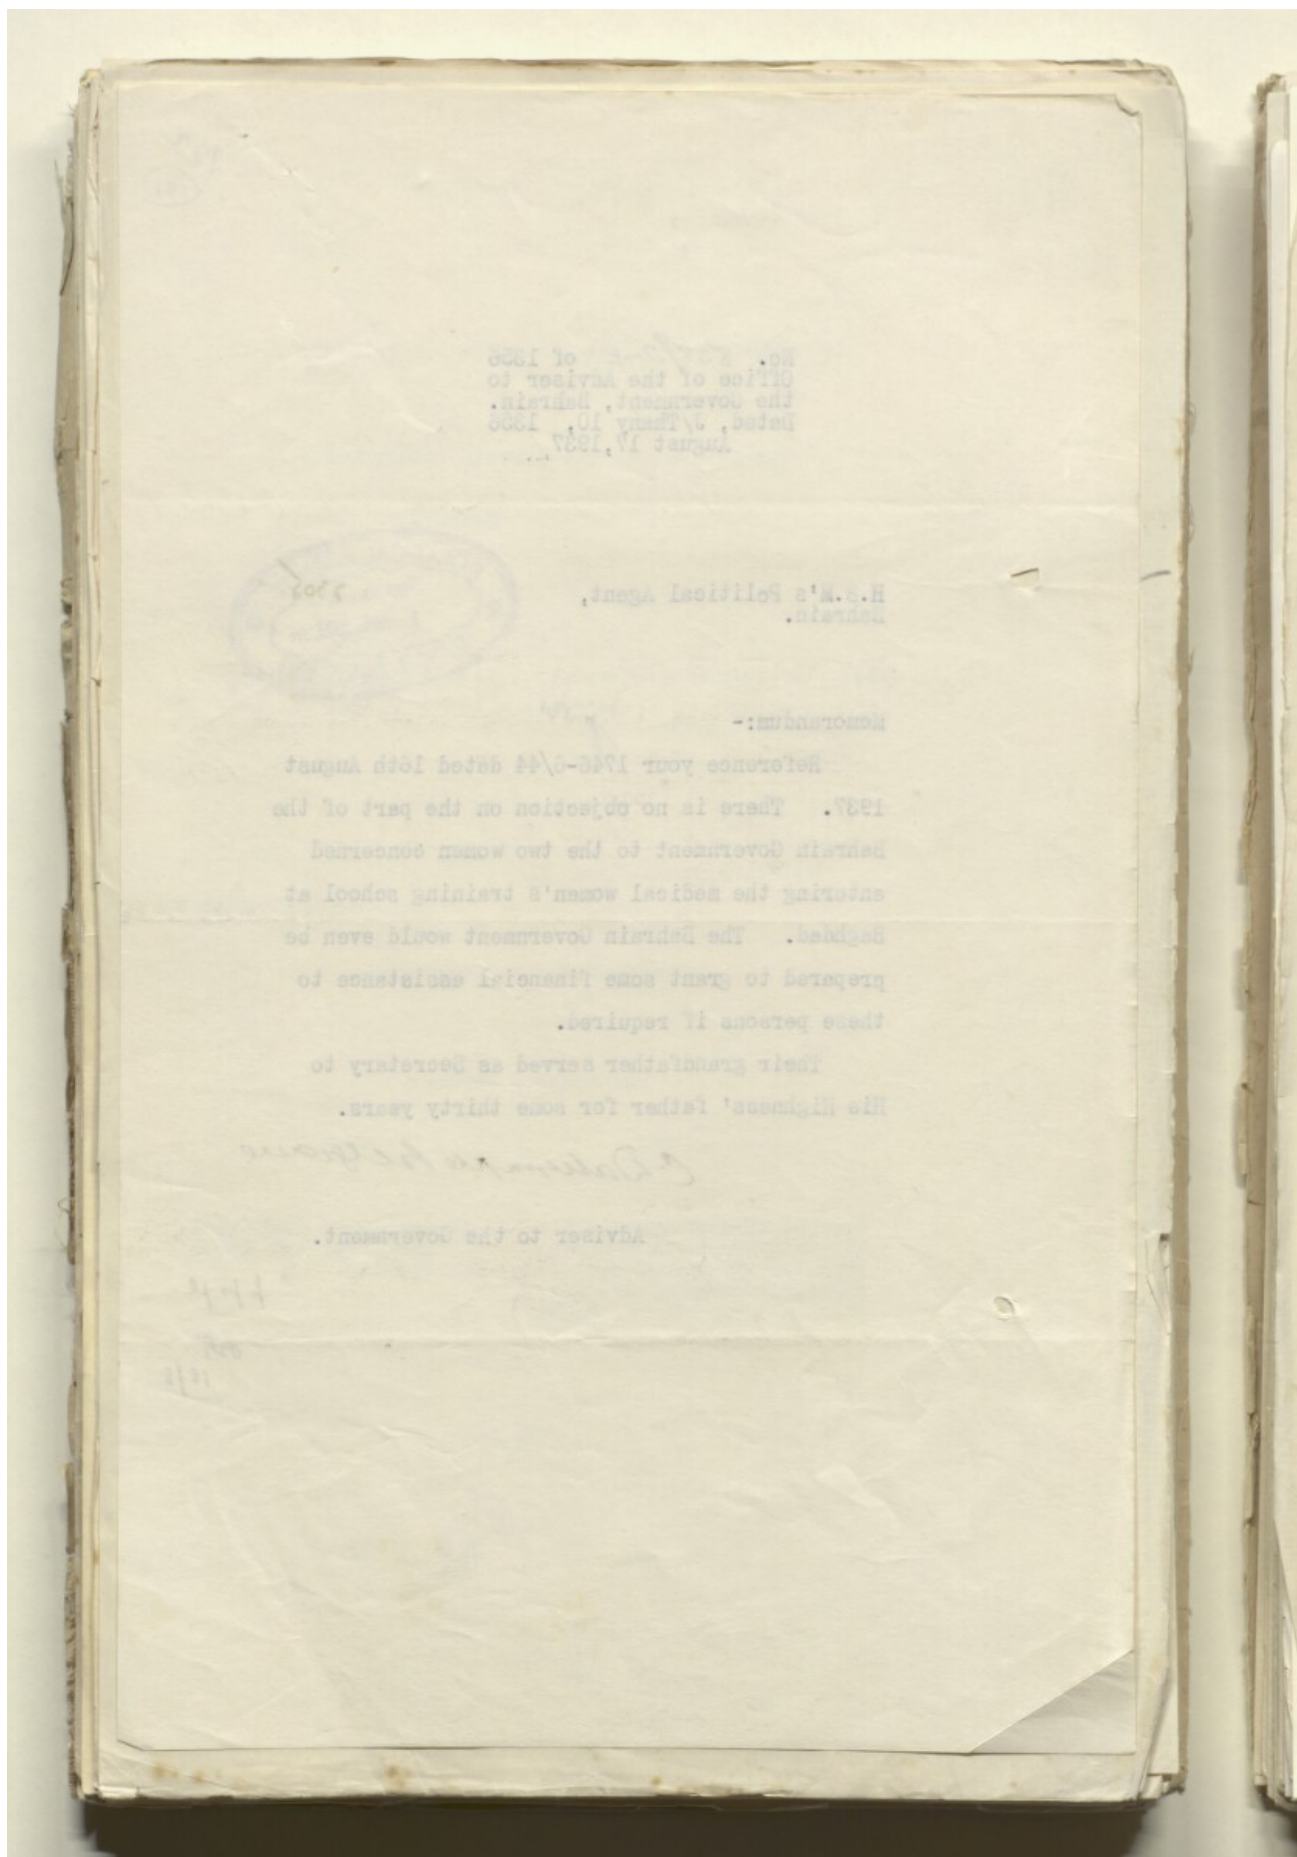 No. of 1356
Office of the Adviser to
the Government, Bahrain.
Dated, J/Thany 10, 1356
August 17,1937.
H.B.M's Political Agent,
Bahrain.
Memorandum:-
Reference your 1746-6/44 dated 16th August
1937. There is no objection on the part of the
Bahrain Government to the two women concerned
entering the medical women's training school at
Baghdad. The Bahrain Government would even be
prepared to grant some financial assistance to
these persons if required.
Their grandfather served as Secretary to
His Highness' father for some thirty years.
Adviser to the Government.